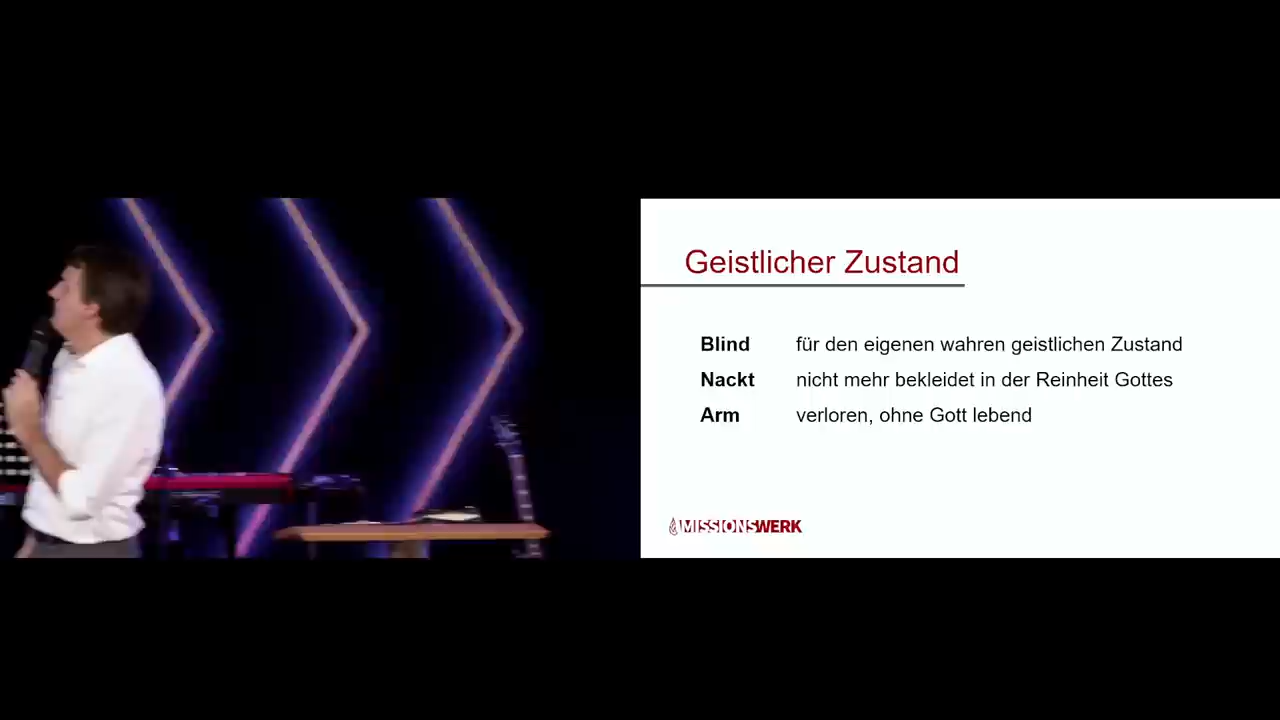 Geistlicher Zustand
Blind für den eigenen wahren geistlichen Zustand
Nackt nicht mehr bekleidet in der Reinheit Gottes
Arm verloren, ohne Gott lebend
MISSIONSWERK